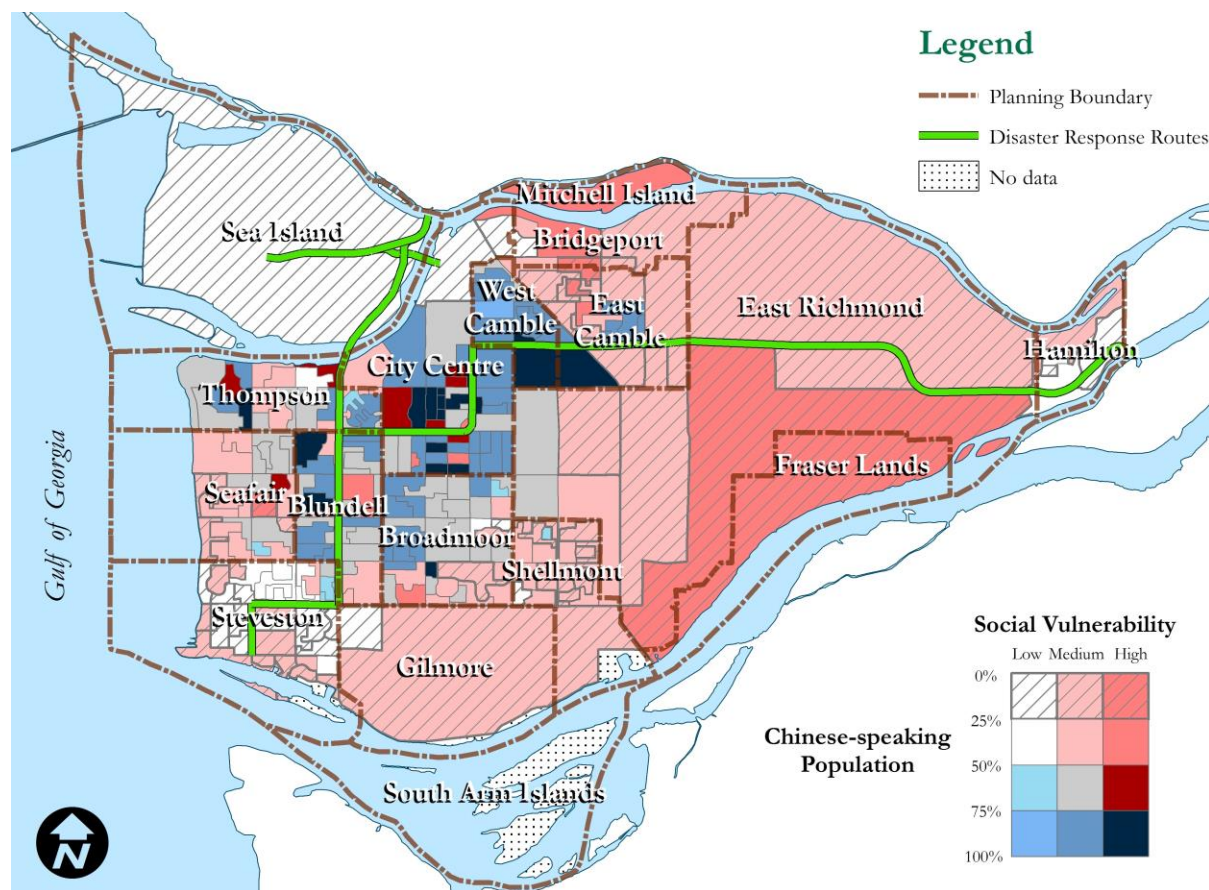 Legend
Planning Boundary
Disaster Response Routes
No data
Mitchell Island
Sea Island
Bridgeport
West
Cambie
East
Cambie
East Richmond
City Centre
Hamilton
Thompson
Fraser Lands
Seafair
Blundell
Broadmoor
Shellmont
Steveston
Gilmore
South Arm Islands
Gulf of Georgia
N
Social Vulnerability
Low Medium High
0%
25%
Chinese-speaking
Population
50%
75%
100%